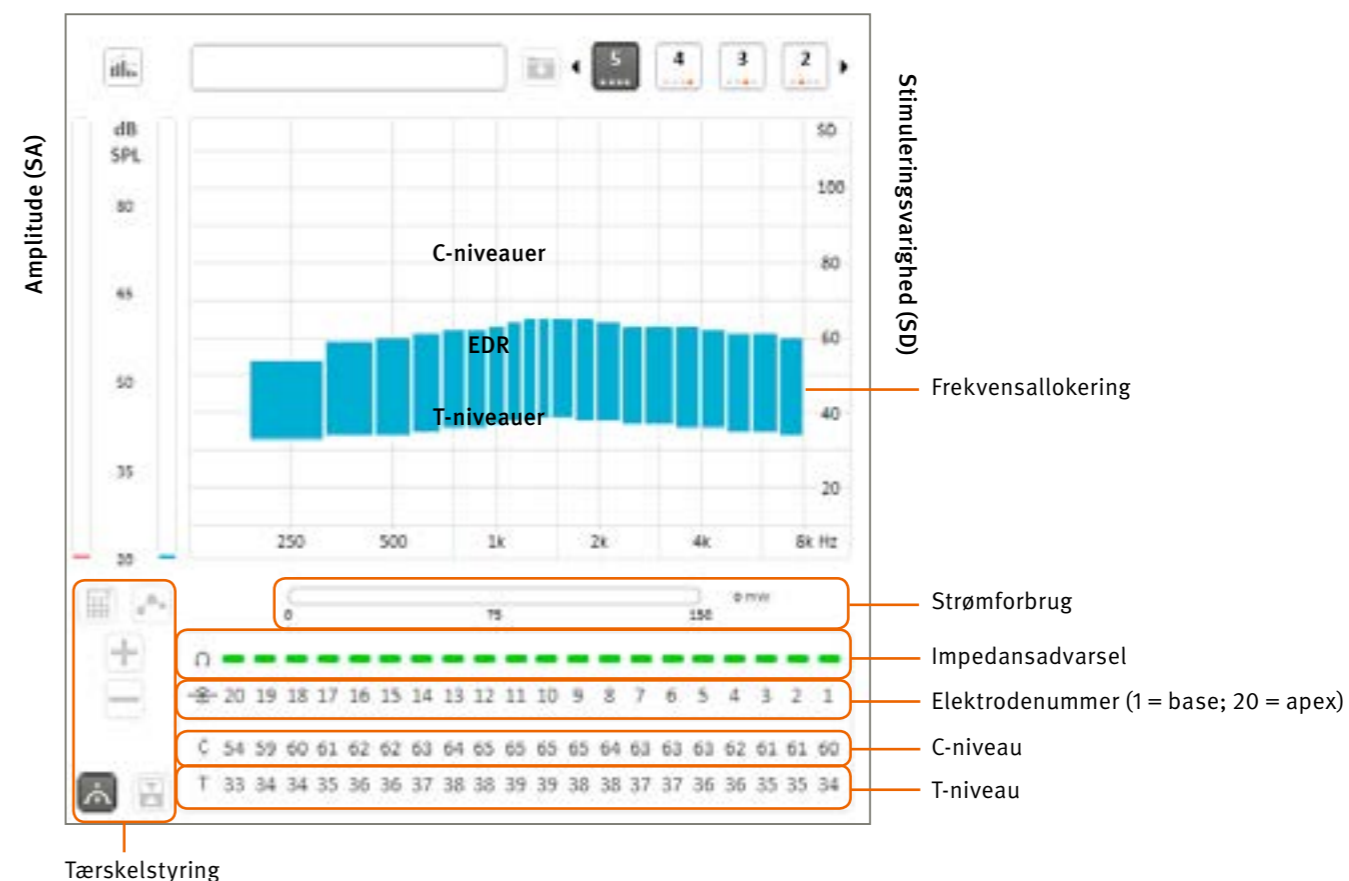 5 4 3 2
Amplitude (SA)
Stimuleringsvarighed (SD)
dB
SPL
80
65
50
35
20
SD
100
80
60
40
20
C-niveauer
EDR
T-niveauer
Frekvensallokering
250 500 1k 2k 4k 8k Hz
0 75 150 0 mW
Strømforbrug
Impedansadvarsel
20 19 18 17 16 15 14 13 12 11 10 9 8 7 6 5 4 3 2 1
Elektrodenummer (1 = base; 20 = apex)
C 54 59 60 61 62 62 63 64 65 65 65 65 64 63 63 63 62 61 61 60
C-niveau
T 33 34 34 35 36 36 37 38 38 39 39 38 38 37 37 36 36 35 35 34
T-niveau
Tærskelstyring